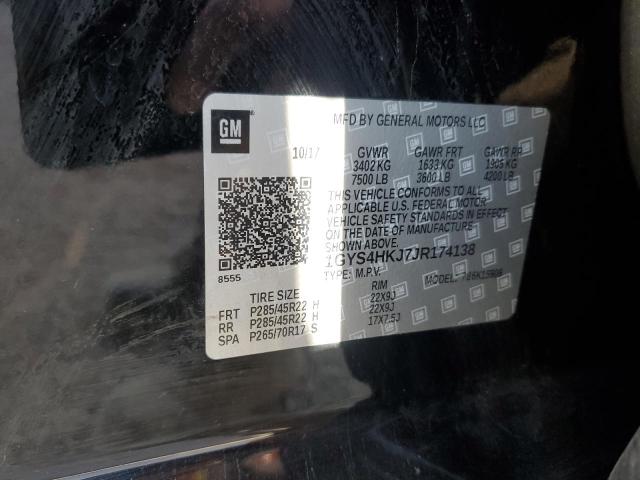 GM
MFD BY GENERAL MOTORS LLC
10/17 GVWR GAWR FRT GAWR RR
3402 KG 1633 KG 1905 KG
7500 LB 3600 LB 4200 LB
THIS VEHICLE CONFORMS TO ALL
APPLICABLE U.S. FEDERAL MOTOR
VEHICLE SAFETY STANDARDS IN EFFECT
ON THE DATE OF MANUFACTURE
SHOWN ABOVE.
1GYS4HKJ7JR174138
TYPE: M.P.V. MODEL:
8555
TIRE SIZE RIM
FRT P285/45R22 H 22X9J
RR P285/45R22 H 22X9J
SPA P265/70R17 S 17X7.5J